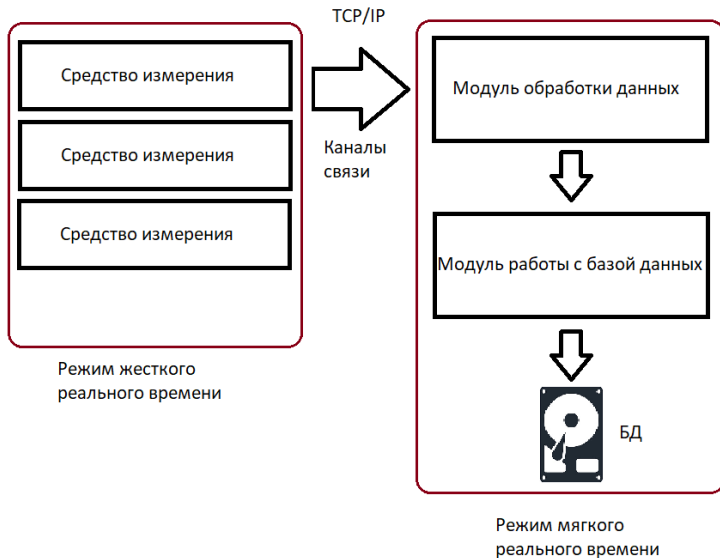 TCP/IP
Средство измерения
Средство измерения
Средство измерения
Каналы
связи
Режим жесткого
реального времени
Модуль обработки данных
Модуль работы с базой данных
БД
Режим мягкого
реального времени